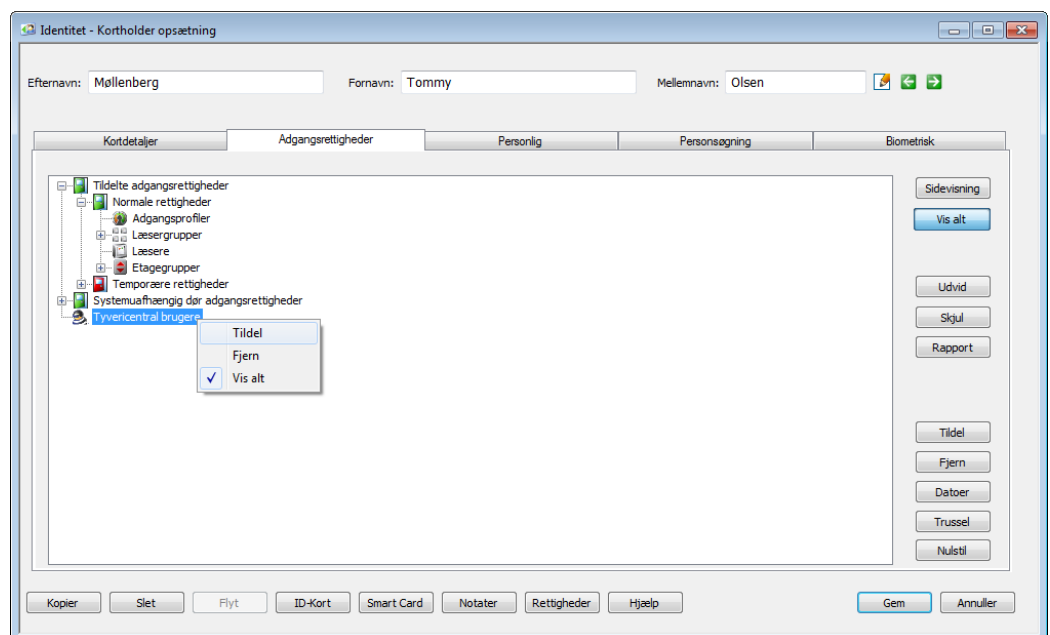 Identitet - Kortholder opsætning
Efternavn: Møllenberg Fornavn: Tommy Mellemnavn: Olsen
Kortdetaljer Adgangsrettigheder Personlig Personsøgning Biometrisk
Tildelte adgangsrettigheder
Normale rettigheder
Adgangsprofiler
Læsergrupper
Læsere
Etagegrupper
Temporære rettigheder
Systemuafhængig dør adgangsrettigheder
Tyvericentral brugere
Tildel
Fjern
Vis alt
Sidevisning
Vis alt
Udvid
Skjul
Rapport
Tildel
Fjern
Datoer
Trussel
Nulstil
Kopier Slet Flyt ID-Kort Smart Card Notater Rettigheder Hjælp Gem Annuller